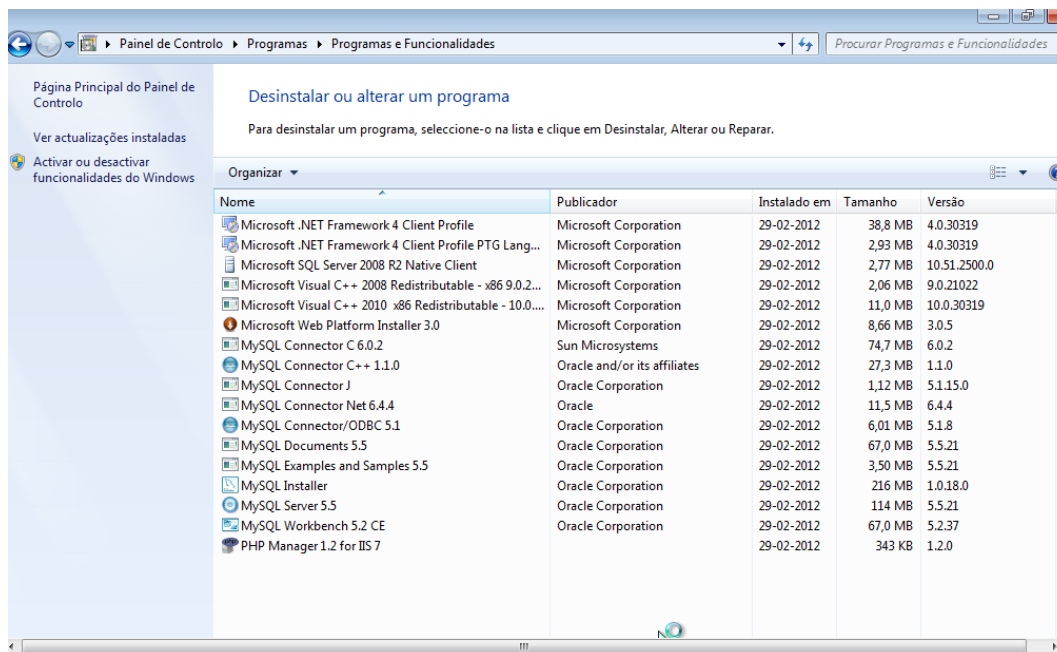 Painel de Controlo ▸ Programas ▸ Programas e Funcionalidades
Procurar Programas e Funcionalidades
Página Principal do Painel de
Controlo
Ver actualizações instaladas
Activar ou desactivar
funcionalidades do Windows
Desinstalar ou alterar um programa
Para desinstalar um programa, seleccione-o na lista e clique em Desinstalar, Alterar ou Reparar.
Organizar
Nome Publicador Instalado em Tamanho Versão
Microsoft .NET Framework 4 Client Profile Microsoft Corporation 29-02-2012 38,8 MB 4.0.30319
Microsoft .NET Framework 4 Client Profile PTG Lang... Microsoft Corporation 29-02-2012 2,93 MB 4.0.30319
Microsoft SQL Server 2008 R2 Native Client Microsoft Corporation 29-02-2012 2,77 MB 10.51.2500.0
Microsoft Visual C++ 2008 Redistributable - x86 9.0.2... Microsoft Corporation 29-02-2012 2,06 MB 9.0.21022
Microsoft Visual C++ 2010 x86 Redistributable - 10.0.... Microsoft Corporation 29-02-2012 11,0 MB 10.0.30319
Microsoft Web Platform Installer 3.0 Microsoft Corporation 29-02-2012 8,66 MB 3.0.5
MySQL Connector C 6.0.2 Sun Microsystems 29-02-2012 74,7 MB 6.0.2
MySQL Connector C++ 1.1.0 Oracle and/or its affiliates 29-02-2012 27,3 MB 1.1.0
MySQL Connector J Oracle Corporation 29-02-2012 1,12 MB 5.1.15.0
MySQL Connector Net 6.4.4 Oracle 29-02-2012 11,5 MB 6.4.4
MySQL Connector/ODBC 5.1 Oracle Corporation 29-02-2012 6,01 MB 5.1.8
MySQL Documents 5.5 Oracle Corporation 29-02-2012 67,0 MB 5.5.21
MySQL Examples and Samples 5.5 Oracle Corporation 29-02-2012 3,50 MB 5.5.21
MySQL Installer Oracle Corporation 29-02-2012 216 MB 1.0.18.0
MySQL Server 5.5 Oracle Corporation 29-02-2012 114 MB 5.5.21
MySQL Workbench 5.2 CE Oracle Corporation 29-02-2012 67,0 MB 5.2.37
PHP Manager 1.2 for IIS 7 29-02-2012 343 KB 1.2.0